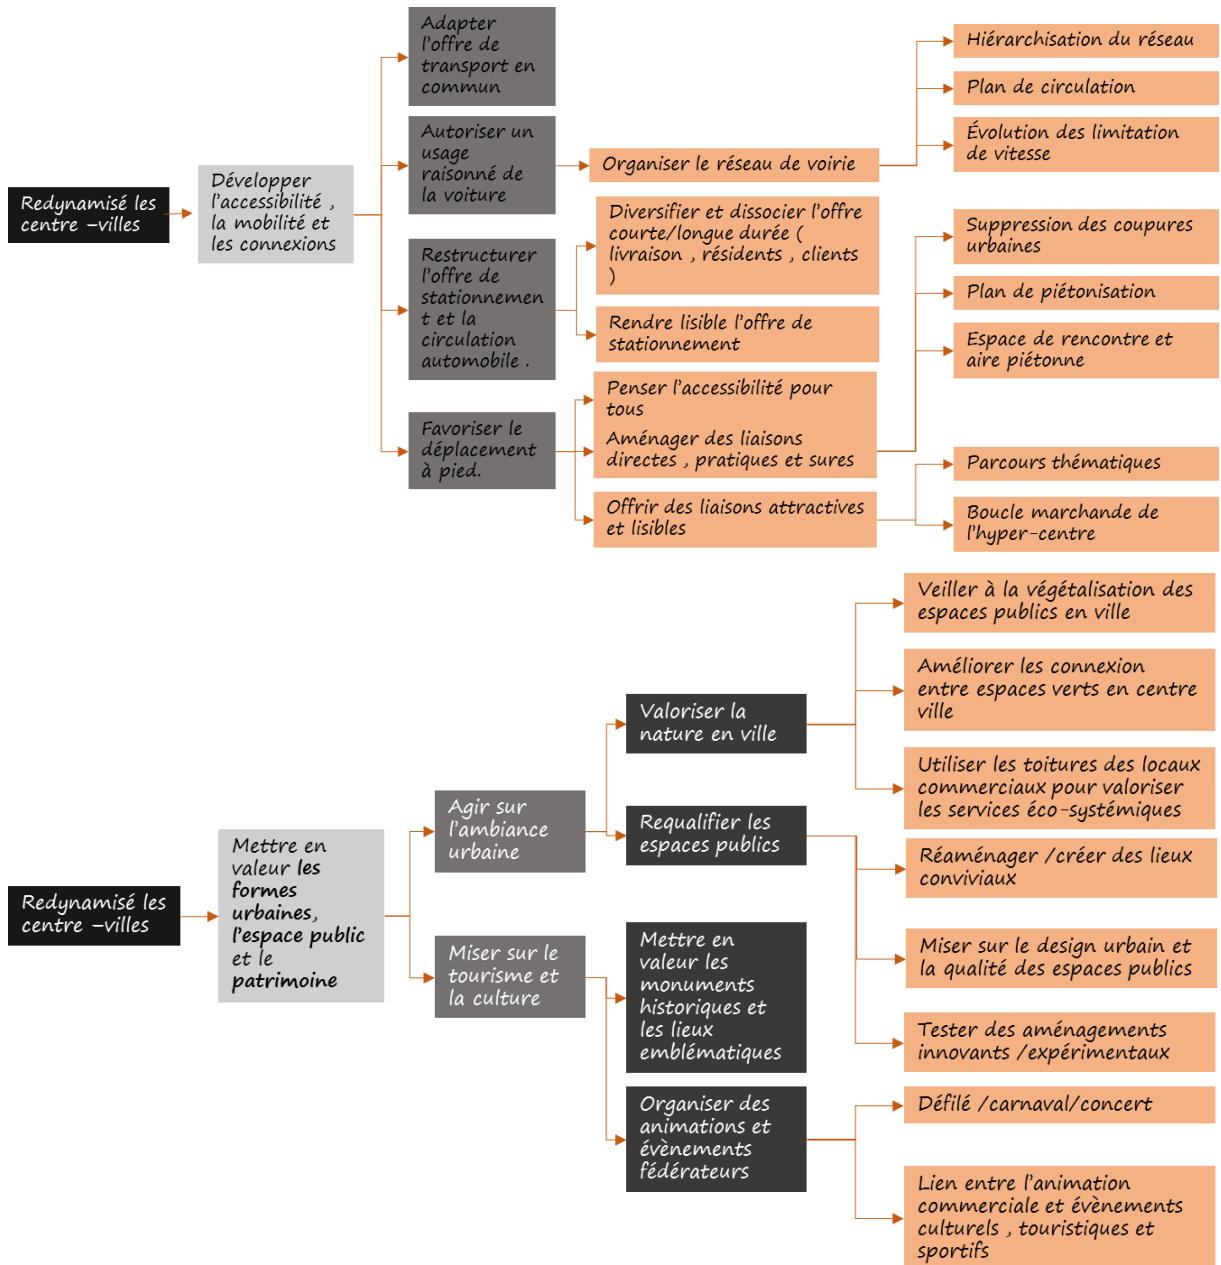 Redynamisé les
centre –villes
Développer
l'accessibilité ,
la mobilité et
les connexions
Adapter
l'offre de
transport en
commun
Autoriser un
usage
raisonné de
la voiture
Restructurer
l'offre de
stationnemen
t et la
circulation
automobile .
Favoriser le
déplacement
à pied.
Organiser le réseau de voirie
Diversifier et dissocier l'offre
courte/longue durée (
livraison , résidents , clients
)
Rendre lisible l'offre de
stationnement
Penser l'accessibilité pour
tous
Aménager des liaisons
directes , pratiques et sures
Offrir des liaisons attractives
et lisibles
Hiérarchisation du réseau
Plan de circulation
Évolution des limitation
de vitesse
Suppression des coupures
urbaines
Plan de piétonisation
Espace de rencontre et
aire piétonne
Parcours thématiques
Boucle marchande de
l'hyper-centre
Redynamisé les
centre –villes
Mettre en
valeur les
formes
urbaines,
l'espace public
et le
patrimoine
Agir sur
l'ambiance
urbaine
Miser sur le
tourisme et
la culture
Valoriser la
nature en ville
Requalifier les
espaces publics
Mettre en
valeur les
monuments
historiques et
les lieux
emblématiques
Organiser des
animations et
évènements
fédérateurs
Veiller à la végétalisation des
espaces publics en ville
Améliorer les connexion
entre espaces verts en centre
ville
Utiliser les toitures des locaux
commerciaux pour valoriser
les services éco-systémiques
Réaménager /créer des lieux
conviviaux
Miser sur le design urbain et
la qualité des espaces publics
Tester des aménagements
innovants /expérimentaux
Défilé /carnaval/concert
Lien entre l'animation
commerciale et évènements
culturels , touristiques et
sportifs